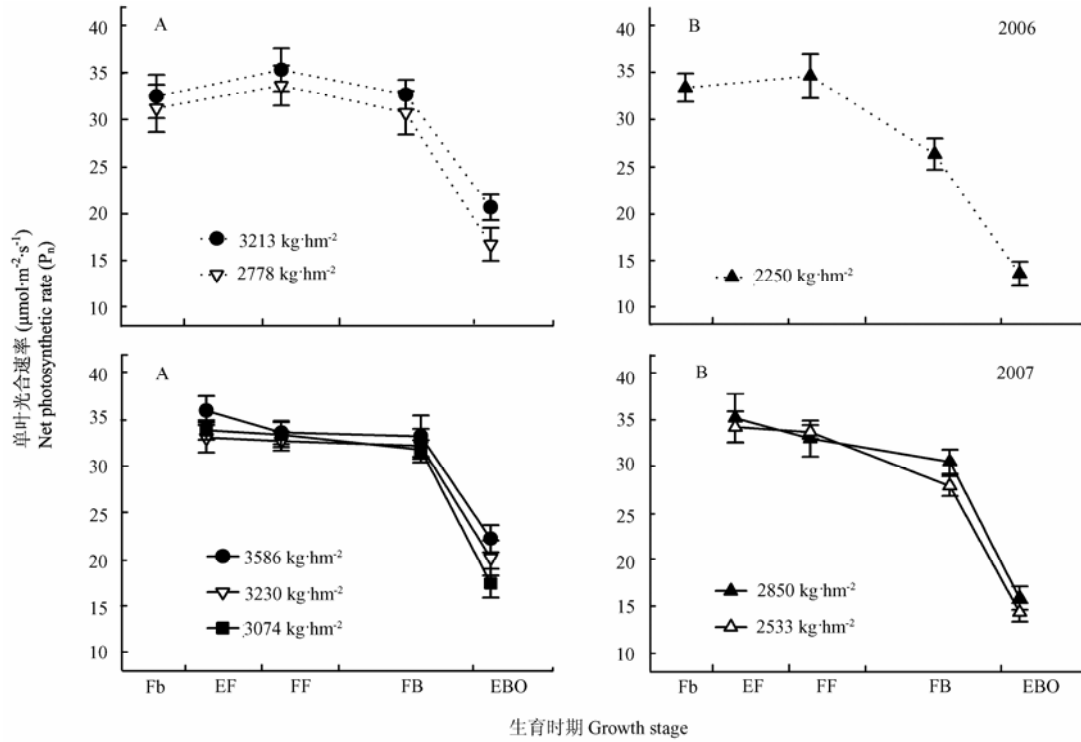 单叶光合速率 (μmol·m⁻²·s⁻¹)
Net photosynthetic rate (Pₙ)
A
40
35
30
25
20
15
10
3213 kg·hm⁻²
2778 kg·hm⁻²
B
2006
40
35
30
25
20
15
10
2250 kg·hm⁻²
A
40
35
30
25
20
15
10
3586 kg·hm⁻²
3230 kg·hm⁻²
3074 kg·hm⁻²
Fb EF FF FB EBO
B
2007
40
35
30
25
20
15
10
2850 kg·hm⁻²
2533 kg·hm⁻²
Fb EF FF FB EBO
生育时期 Growth stage